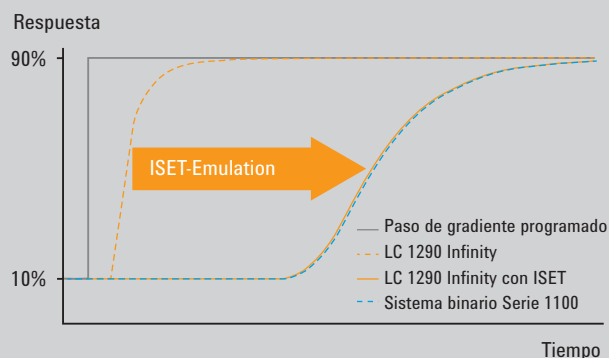 Respuesta
90%
ISET-Emulation
Paso de gradiente programado
LC 1290 Infinity
LC 1290 Infinity con ISET
Sistema binario Serie 1100
10%
Tiempo